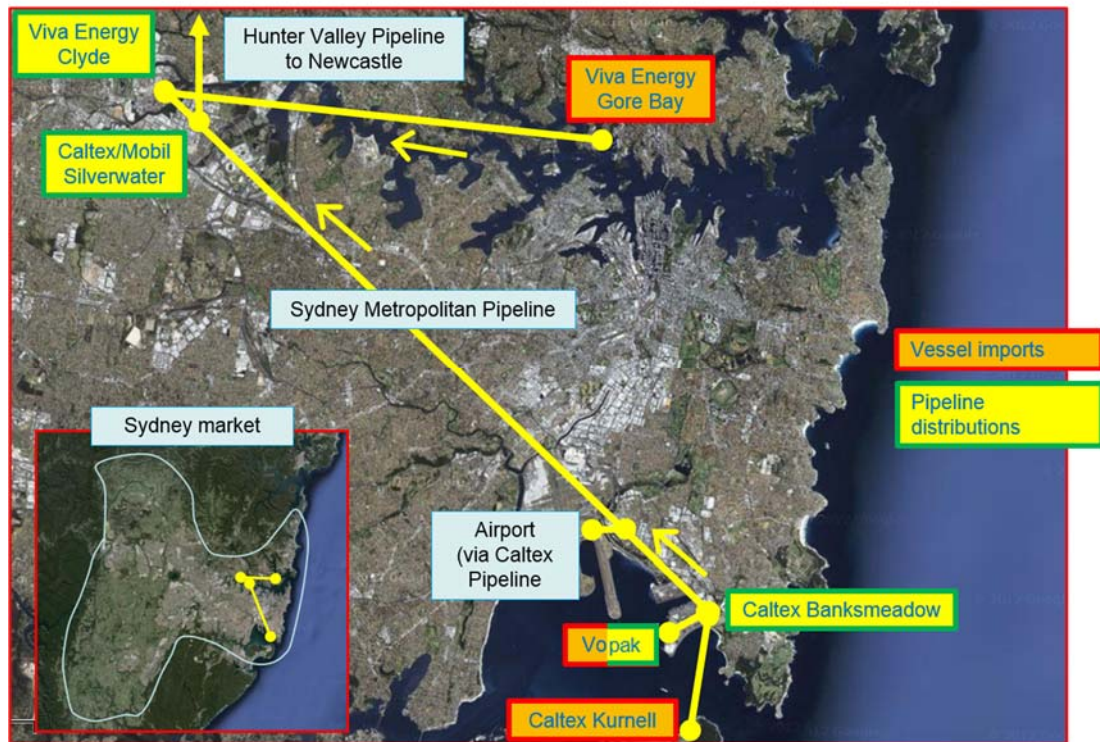 Viva Energy
Clyde
Hunter Valley Pipeline
to Newcastle
Viva Energy
Gore Bay
Caltex/Mobil
Silverwater
Sydney Metropolitan Pipeline
Vessel imports
Pipeline
distributions
Sydney market
Airport
(via Caltex
Pipeline
Caltex Banksmeadow
Vopak
Caltex Kurnell